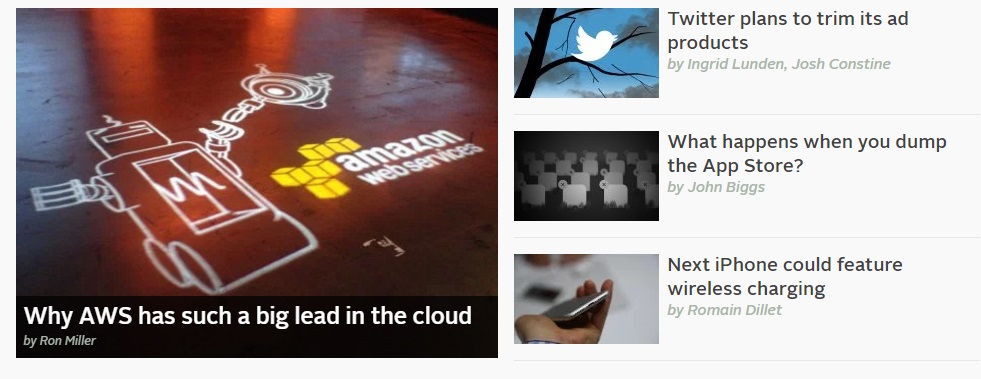 amazon
web services
Why AWS has such a big lead in the cloud
by Ron Miller
Twitter plans to trim its ad
products
by Ingrid Lunden, Josh Constine
What happens when you dump
the App Store?
by John Biggs
Next iPhone could feature
wireless charging
by Romain Dillet